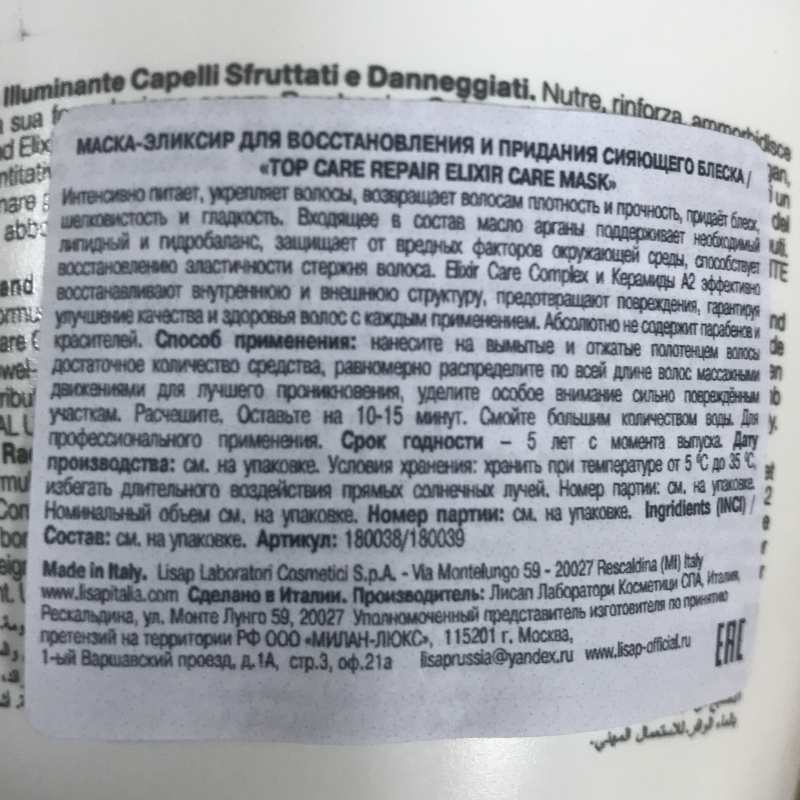 Illuminante Capelli Sfruttati e Danneggiati. Nutre, rinforza, ammorbidisce
МАСКА-ЭЛИКСИР ДЛЯ ВОССТАНОВЛЕНИЯ И ПРИДАНИЯ СИЯЮЩЕГО БЛЕСКА /
«TOP CARE REPAIR ELIXIR CARE MASK»
Интенсивно питает, укрепляет волосы, возвращает волосам плотность и прочность, придаёт блеск,
шелковистость и гладкость. Входящее в состав масло арганы поддерживает необходимый
липидный и гидробаланс, защищает от вредных факторов окружающей среды, способствует
восстановлению эластичности стержня волоса. Elixir Care Complex и Керамиды А2 эффективно
восстанавливают внутреннюю и внешнюю структуру, предотвращают повреждения, гарантируя
улучшение качества и здоровья волос с каждым применением. Абсолютно не содержит парабенов и
красителей. Способ применения: нанесите на вымытые и отжатые полотенцем волосы
достаточное количество средства, равномерно распределите по всей длине волос массажными
движениями для лучшего проникновения, уделите особое внимание сильно повреждённым
участкам. Расчешите. Оставьте на 10-15 минут. Смойте большим количеством воды. Для
профессионального применения. Срок годности – 5 лет с момента выпуска. Дату
производства: см. на упаковке. Условия хранения: хранить при температуре от 5 °С до 35 °С,
избегать длительного воздействия прямых солнечных лучей. Номер партии: см. на упаковке.
Номинальный объем см. на упаковке. Номер партии: см. на упаковке. Ingridients (INCI) /
Состав: см. на упаковке. Артикул: 180038/180039
Made in Italy. Lisap Laboratori Cosmetici S.p.A. - Via Montelungo 59 - 20027 Rescaldina (MI) Italy
www.lisapitalia.com Сделано в Италии. Производитель: Лисап Лаборатори Косметици СПА, Италия,
Рескальдина, ул. Монте Лунго 59, 20027 Уполномоченный представитель изготовителя по принятию
претензий на территории РФ ООО «МИЛАН-ЛЮКС», 115201 г. Москва,
1-ый Варшавский проезд, д.1А, стр.3, оф.21а lisaprussia@yandex.ru www.lisap-official.ru
EAC
بالماء الوافر. للاستعمال المهني.